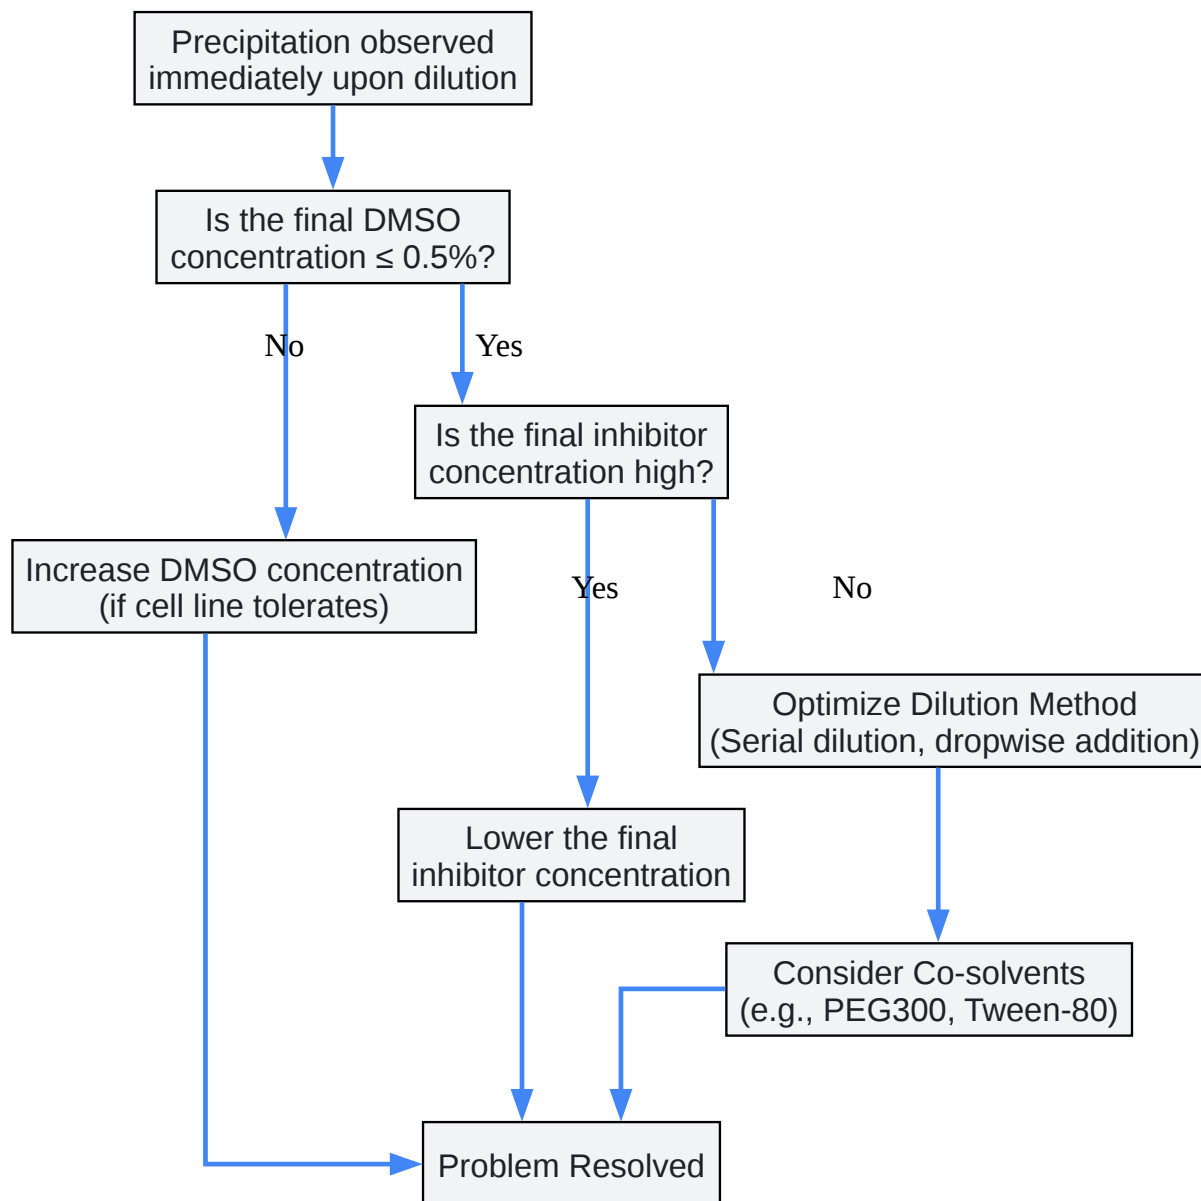 Precipitation observed
immediately upon dilution
Is the final DMSO
concentration ≤ 0.5%?
No
Yes
Is the final inhibitor
concentration high?
Increase DMSO concentration
(if cell line tolerates)
Yes
No
Optimize Dilution Method
(Serial dilution, dropwise addition)
Lower the final
inhibitor concentration
Consider Co-solvents
(e.g., PEG300, Tween-80)
Problem Resolved